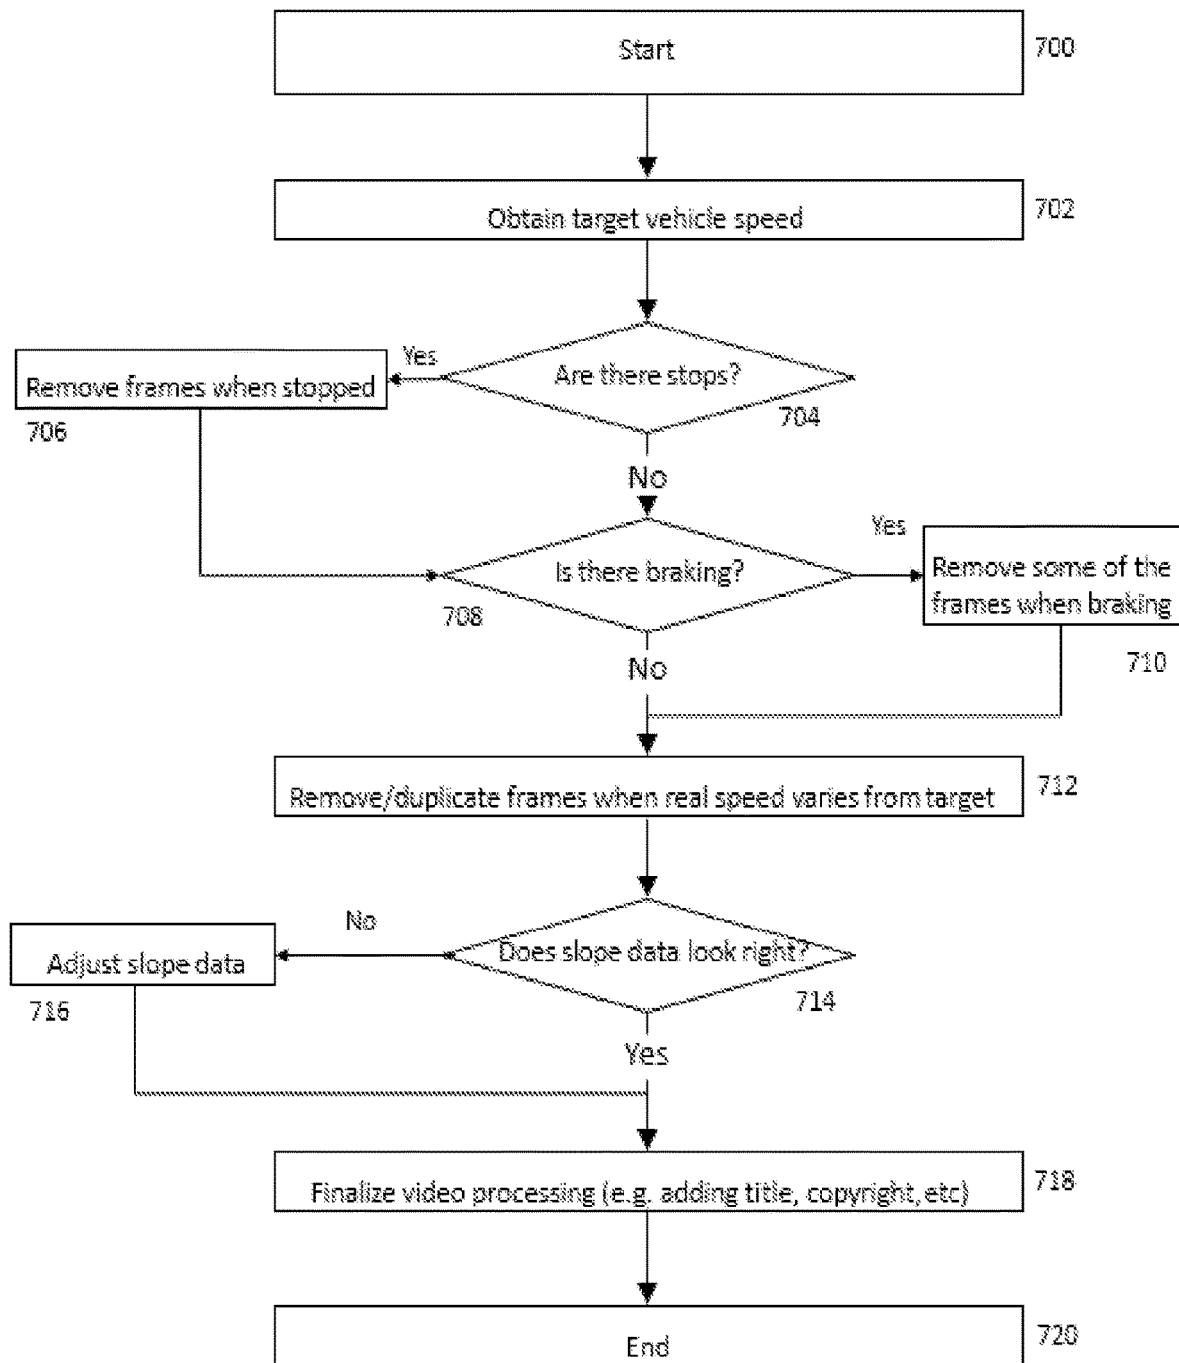 Start
700
Obtain target vehicle speed
702
Are there stops?
704
Yes
Remove frames when stopped
706
No
Is there braking?
708
Yes
Remove some of the
frames when braking
710
No
Remove/duplicate frames when real speed varies from target
712
Does slope data look right?
714
No
Adjust slope data
716
Yes
Finalize video processing (e.g. adding title, copyright, etc)
718
End
720